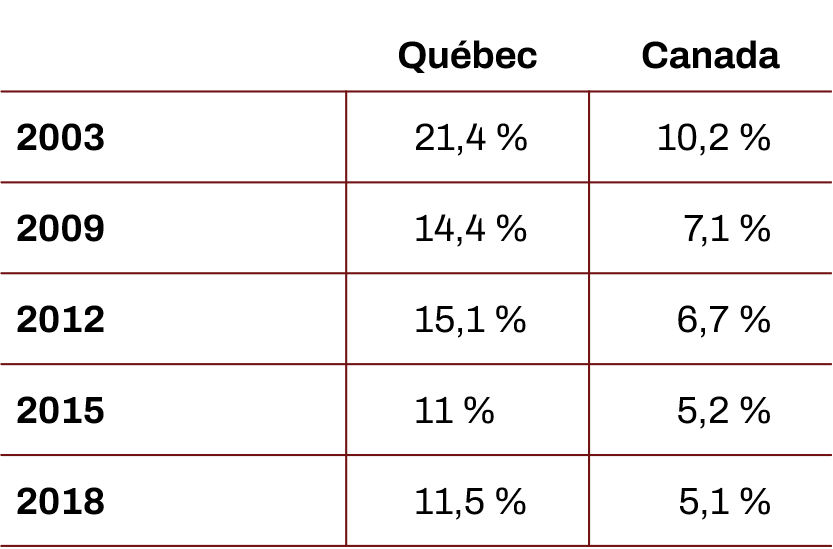 Québec Canada
2003 21,4 % 10,2 %
2009 14,4 % 7,1 %
2012 15,1 % 6,7 %
2015 11 % 5,2 %
2018 11,5 % 5,1 %